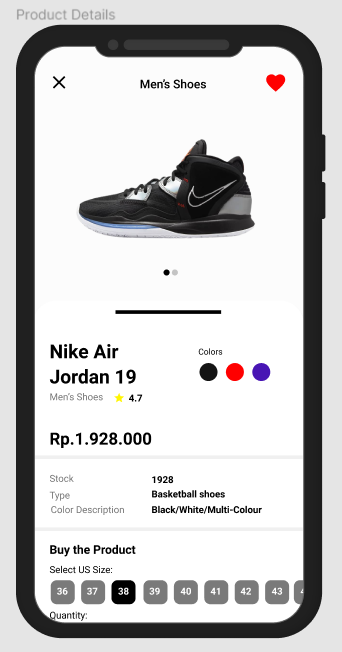 Product Details
Men's Shoes
Nike Air
Jordan 19
Colors
Men's Shoes
4.7
Rp.1.928.000
Stock 1928
Type Basketball shoes
Color Description Black/White/Multi-Colour
Buy the Product
Select US Size:
36 37 38 39 40 41 42 43
Quantity: